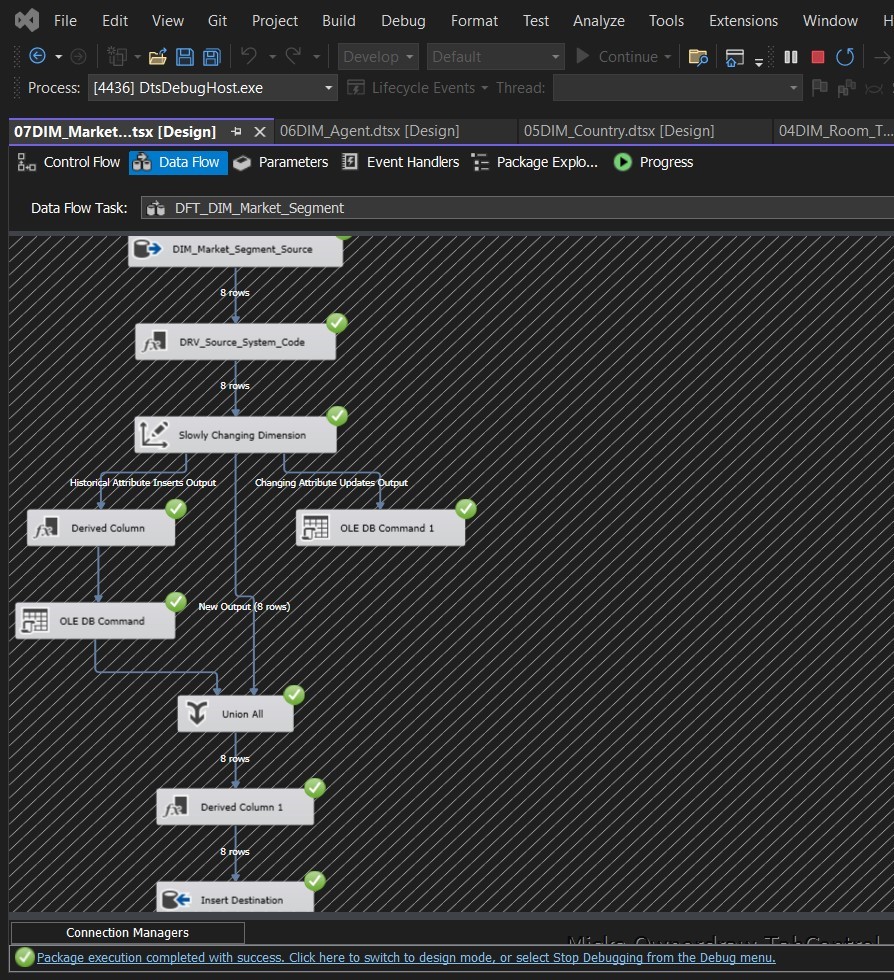 File Edit View Git Project Build Debug Format Test Analyze Tools Extensions Window H
Develop Default Continue
Process: [4436] DtsDebugHost.exe Lifecycle Events Thread:
07DIM_Market...tsx [Design] 06DIM_Agent.dtsx [Design] 05DIM_Country.dtsx [Design] 04DIM_Room_T...
Control Flow Data Flow Parameters Event Handlers Package Explo... Progress
Data Flow Task: DFT_DIM_Market_Segment
DIM_Market_Segment_Source
8 rows
DRV_Source_System_Code
8 rows
Slowly Changing Dimension
Historical Attribute Inserts Output Changing Attribute Updates Output
Derived Column OLE DB Command 1
New Output (8 rows)
OLE DB Command
Union All
8 rows
Derived Column 1
8 rows
Insert Destination
Connection Managers
Package execution completed with success. Click here to switch to design mode, or select Stop Debugging from the Debug menu.